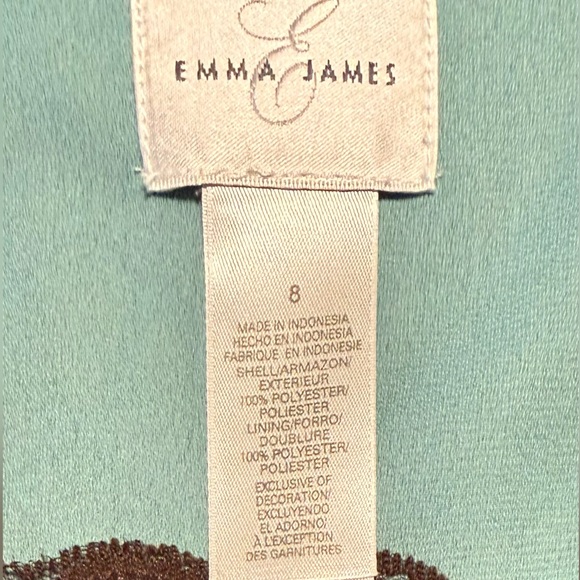 E
EMMA JAMES
8
MADE IN INDONESIA
HECHO EN INDONESIA
FABRIQUE EN INDONESIE
SHELL/ARMAZON/
EXTERIEUR
100% POLYESTER/
POLIESTER
LINING/FORRO/
DOUBLURE
100% POLYESTER/
POLIESTER
EXCLUSIVE OF
DECORATION/
EXCLUYENDO
EL ADORNO/
A L'EXCEPTION
DES GARNITURES